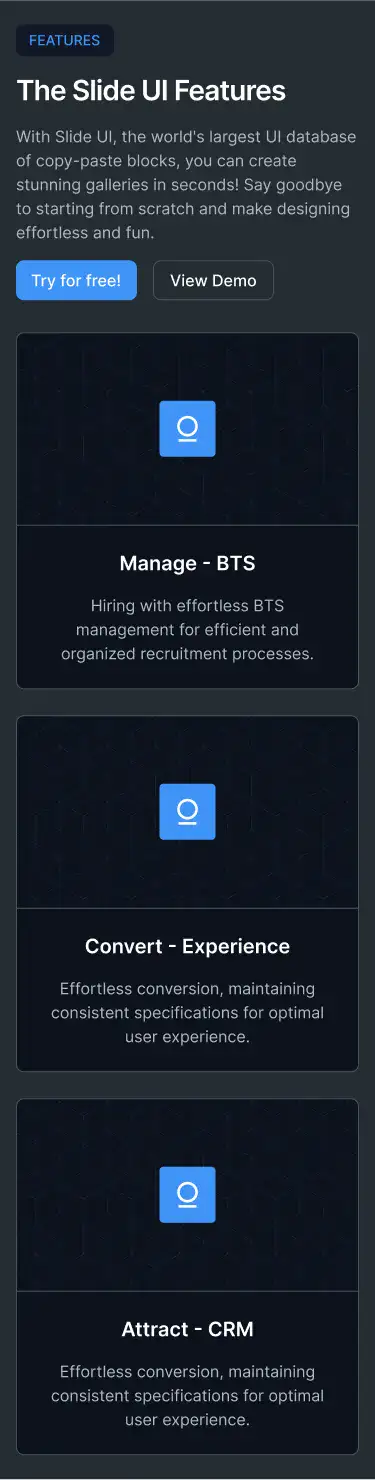 FEATURES
The Slide UI Features
With Slide UI, the world's largest UI database
of copy-paste blocks, you can create
stunning galleries in seconds! Say goodbye
to starting from scratch and make designing
effortless and fun.
Try for free!
View Demo
Manage - BTS
Hiring with effortless BTS
management for efficient and
organized recruitment processes.
Convert - Experience
Effortless conversion, maintaining
consistent specifications for optimal
user experience.
Attract - CRM
Effortless conversion, maintaining
consistent specifications for optimal
user experience.